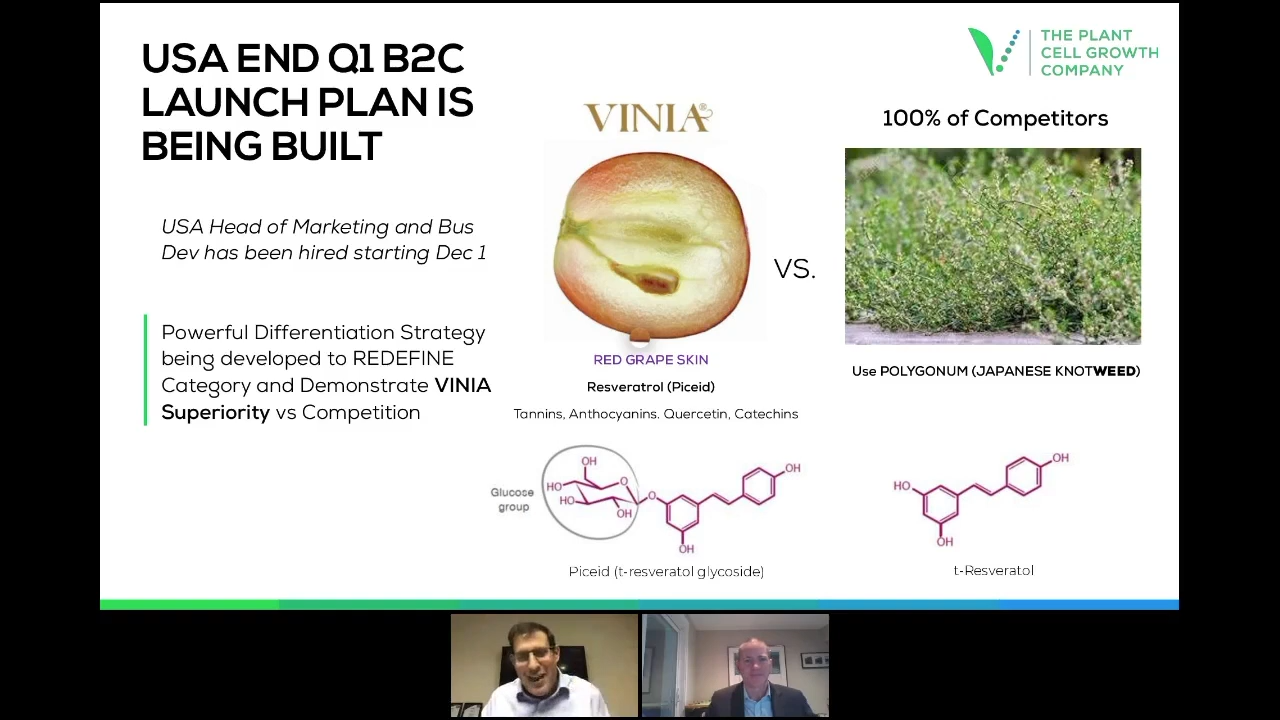 USA END Q1 B2C
LAUNCH PLAN IS
BEING BUILT
USA Head of Marketing and Bus
Dev has been hired starting Dec 1
Powerful Differentiation Strategy
being developed to REDEFINE
Category and Demonstrate VINIA
Superiority vs Competition
THE PLANT
CELL GROWTH
COMPANY
VINIA®
RED GRAPE SKIN
Resveratrol (Piceid)
Tannins, Anthocyanins. Quercetin, Catechins
VS.
100% of Competitors
Use POLYGONUM (JAPANESE KNOTWEED)
Glucose
group
OH
HO
HO
OH
O
O
OH
OH
Piceid (t-resveratol glycoside)
HO
OH
OH
t-Resveratol